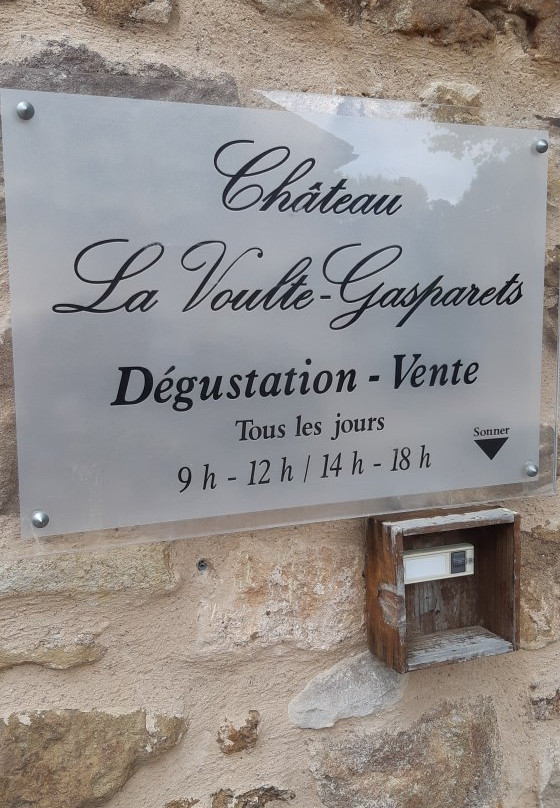 Château
La Voulte-Gasparets
Dégustation - Vente
Tous les jours
9 h - 12 h / 14 h - 18 h
Sonner